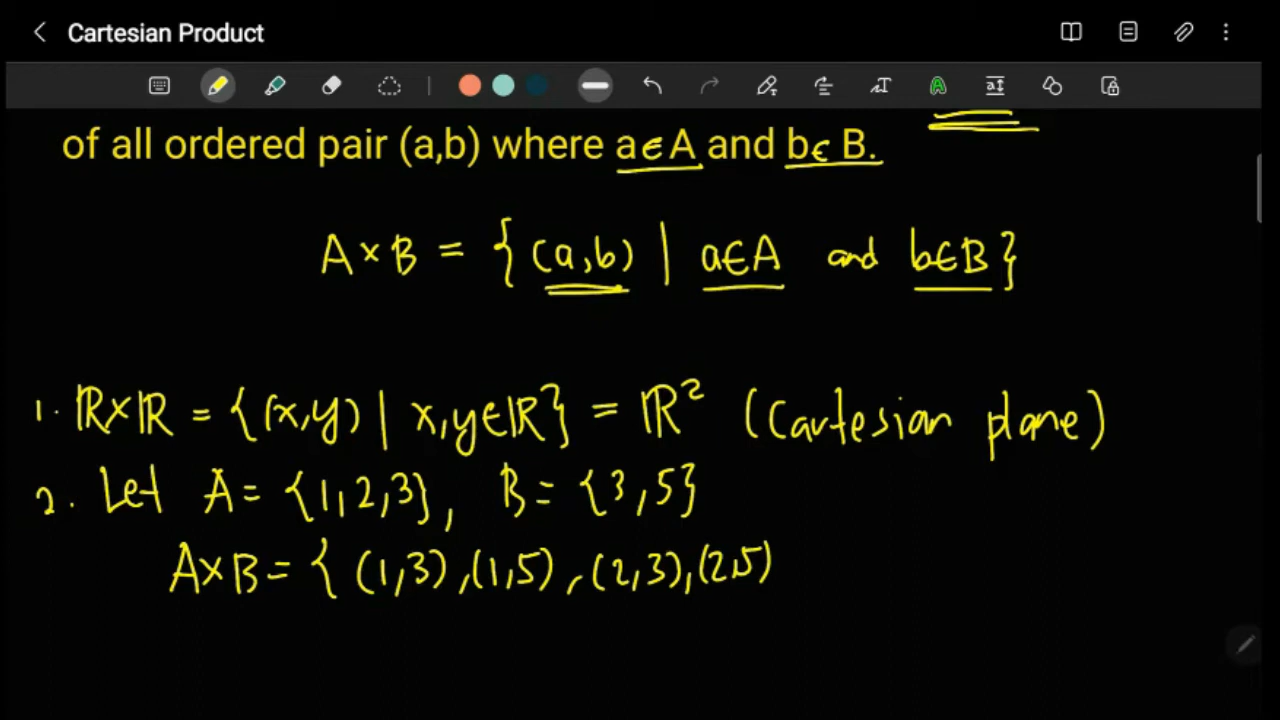 Cartesian Product
of all ordered pair (a,b) where a∈A and b∈B.
A×B = {(a,b) | a∈A and b∈B}
1. ℝ×ℝ = {(x,y) | x,y∈ℝ} = ℝ² (Cartesian plane)
2. Let A = {1,2,3}, B = {3,5}
A×B = { (1,3),(1,5),(2,3),(2,5)